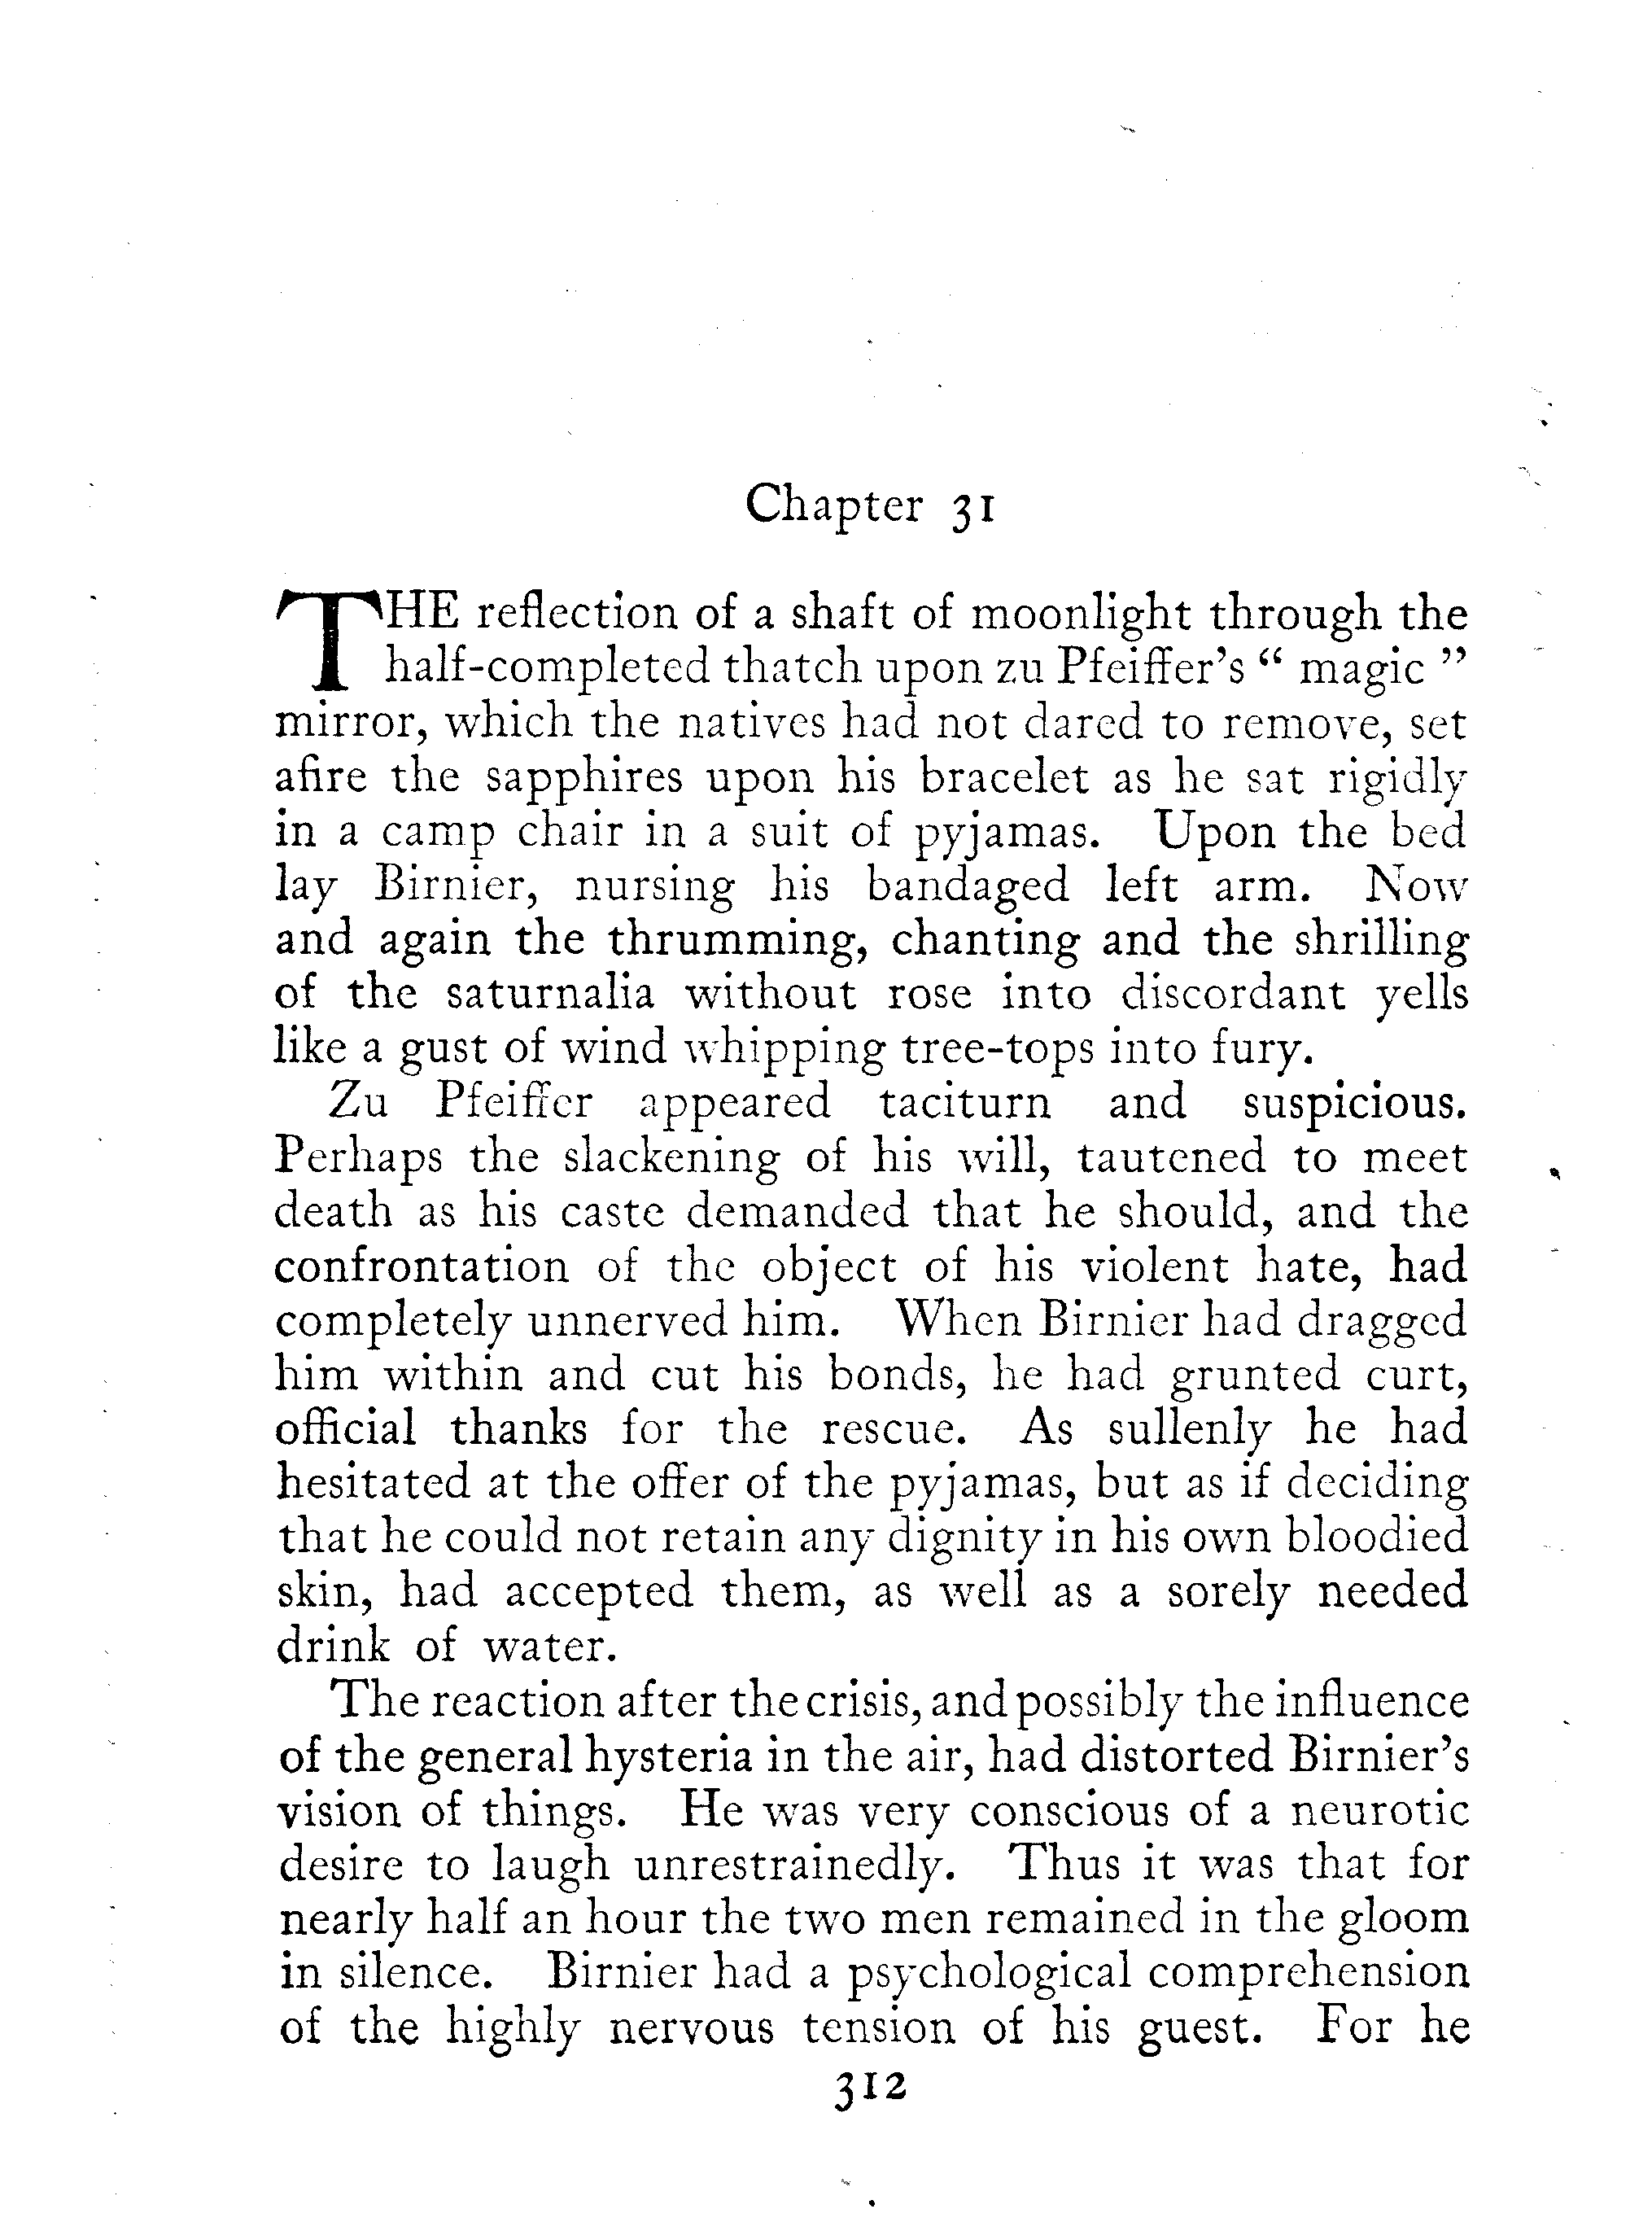 Chapter 31
THE reflection of a shaft of moonlight through the
half-completed thatch upon zu Pfeiffer's “ magic ”
mirror, which the natives had not dared to remove, set
afire the sapphires upon his bracelet as he sat rigidly
in a camp chair in a suit of pyjamas. Upon the bed
lay Birnier, nursing his bandaged left arm. Now
and again the thrumming, chanting and the shrilling
of the saturnalia without rose into discordant yells
like a gust of wind whipping tree-tops into fury.
Zu Pfeiffer appeared taciturn and suspicious.
Perhaps the slackening of his will, tautened to meet
death as his caste demanded that he should, and the
confrontation of the object of his violent hate, had
completely unnerved him. When Birnier had dragged
him within and cut his bonds, he had grunted curt,
official thanks for the rescue. As sullenly he had
hesitated at the offer of the pyjamas, but as if deciding
that he could not retain any dignity in his own bloodied
skin, had accepted them, as well as a sorely needed
drink of water.
The reaction after the crisis, and possibly the influence
of the general hysteria in the air, had distorted Birnier's
vision of things. He was very conscious of a neurotic
desire to laugh unrestrainedly. Thus it was that for
nearly half an hour the two men remained in the gloom
in silence. Birnier had a psychological comprehension
of the highly nervous tension of his guest. For he
312